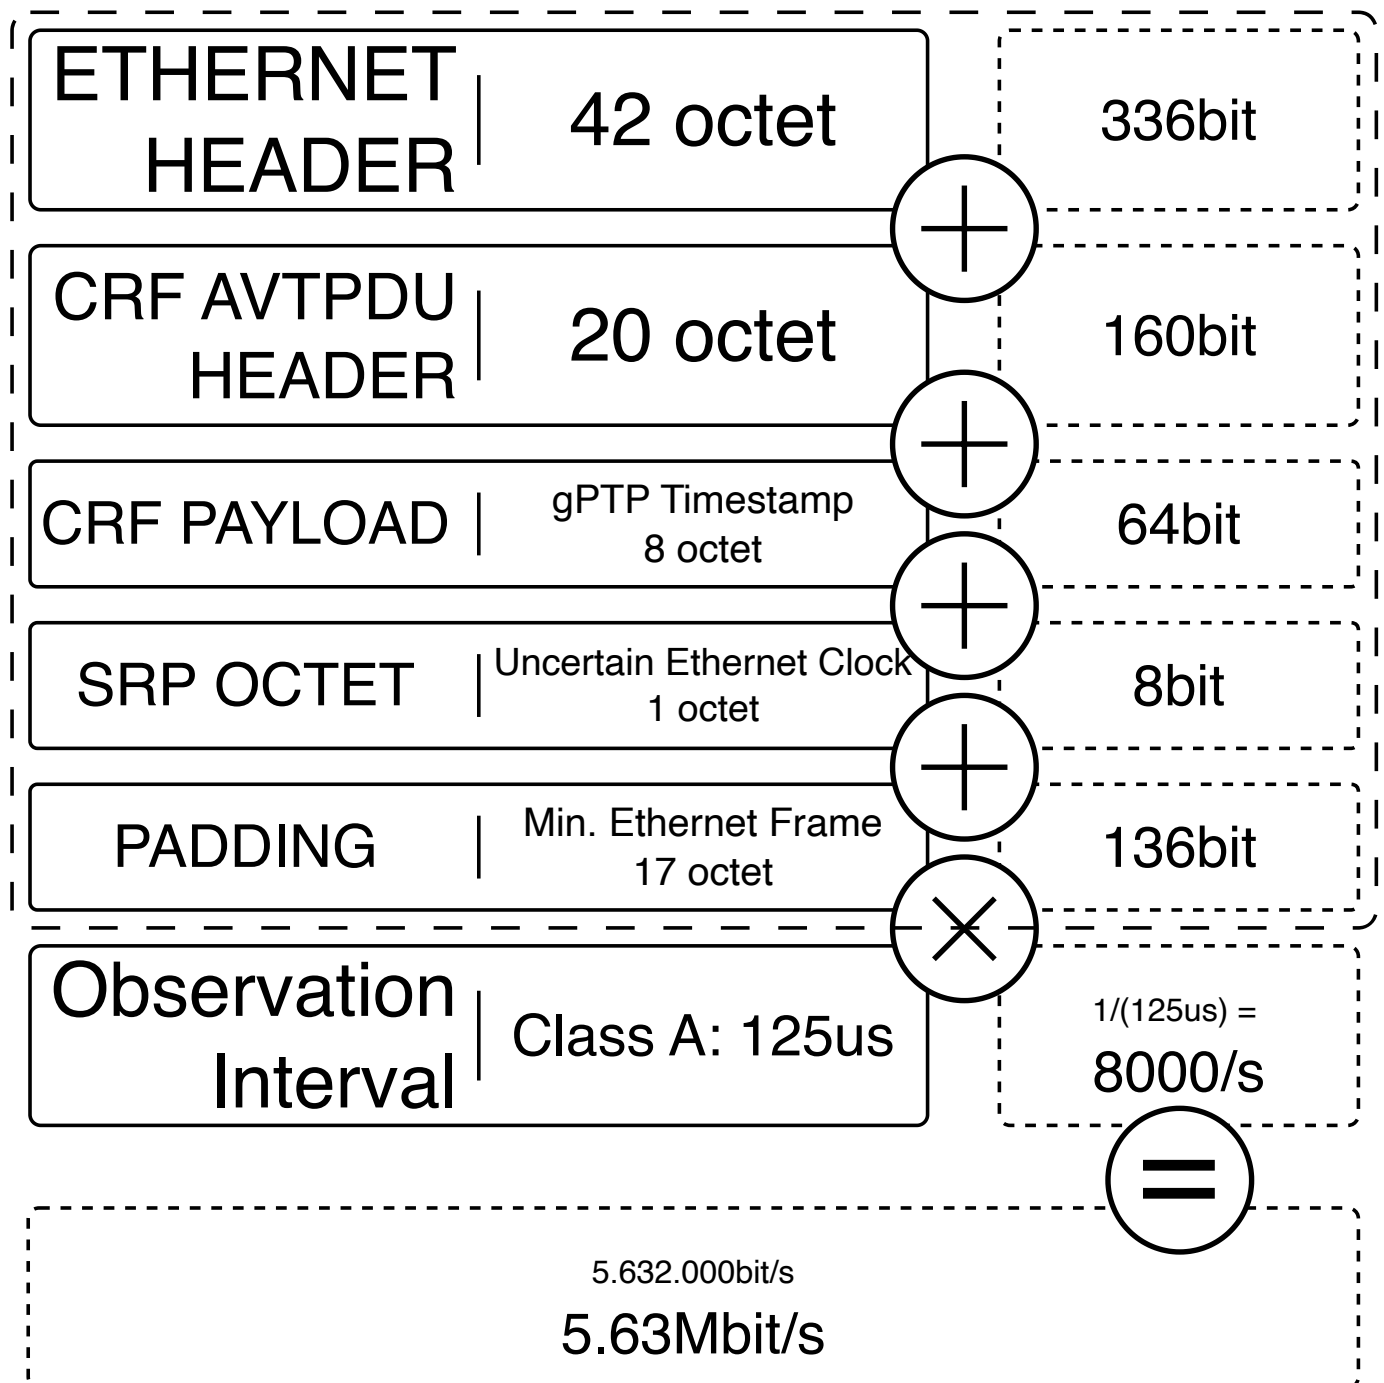 ETHERNET
HEADER
42 octet
336bit
CRF AVTPDU
HEADER
20 octet
160bit
CRF PAYLOAD
gPTP Timestamp
8 octet
64bit
SRP OCTET
Uncertain Ethernet Clock
1 octet
8bit
PADDING
Min. Ethernet Frame
17 octet
136bit
Observation
Interval
Class A: 125us
1/(125us) =
8000/s
5.632.000bit/s
5.63Mbit/s